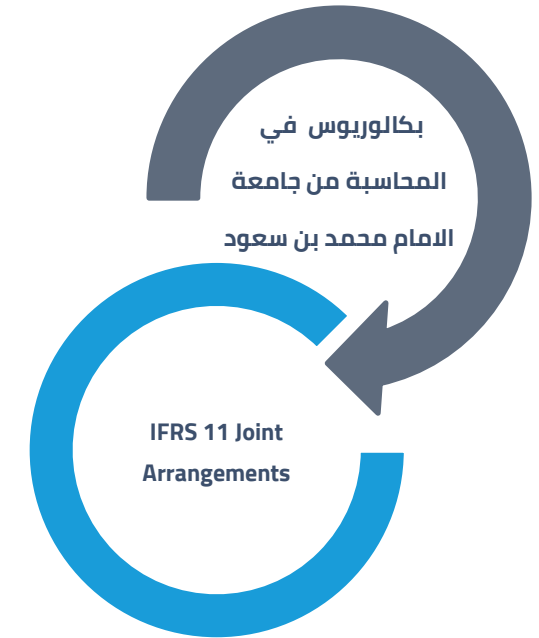 بكالوريوس في
المحاسبة من جامعة
الامام محمد بن سعود
IFRS 11 Joint
Arrangements